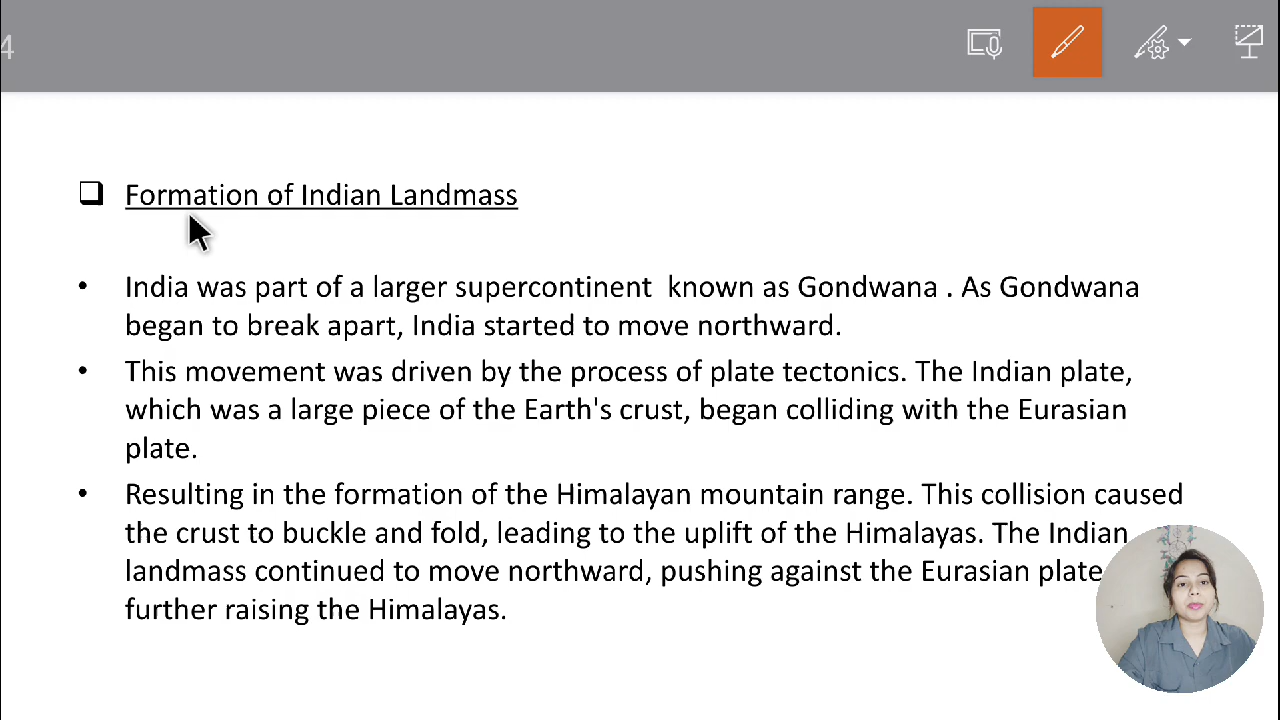 4
Formation of Indian Landmass
• India was part of a larger supercontinent  known as Gondwana . As Gondwana
began to break apart, India started to move northward.
• This movement was driven by the process of plate tectonics. The Indian plate,
which was a large piece of the Earth's crust, began colliding with the Eurasian
plate.
• Resulting in the formation of the Himalayan mountain range. This collision caused
the crust to buckle and fold, leading to the uplift of the Himalayas. The Indian
landmass continued to move northward, pushing against the Eurasian plate
further raising the Himalayas.